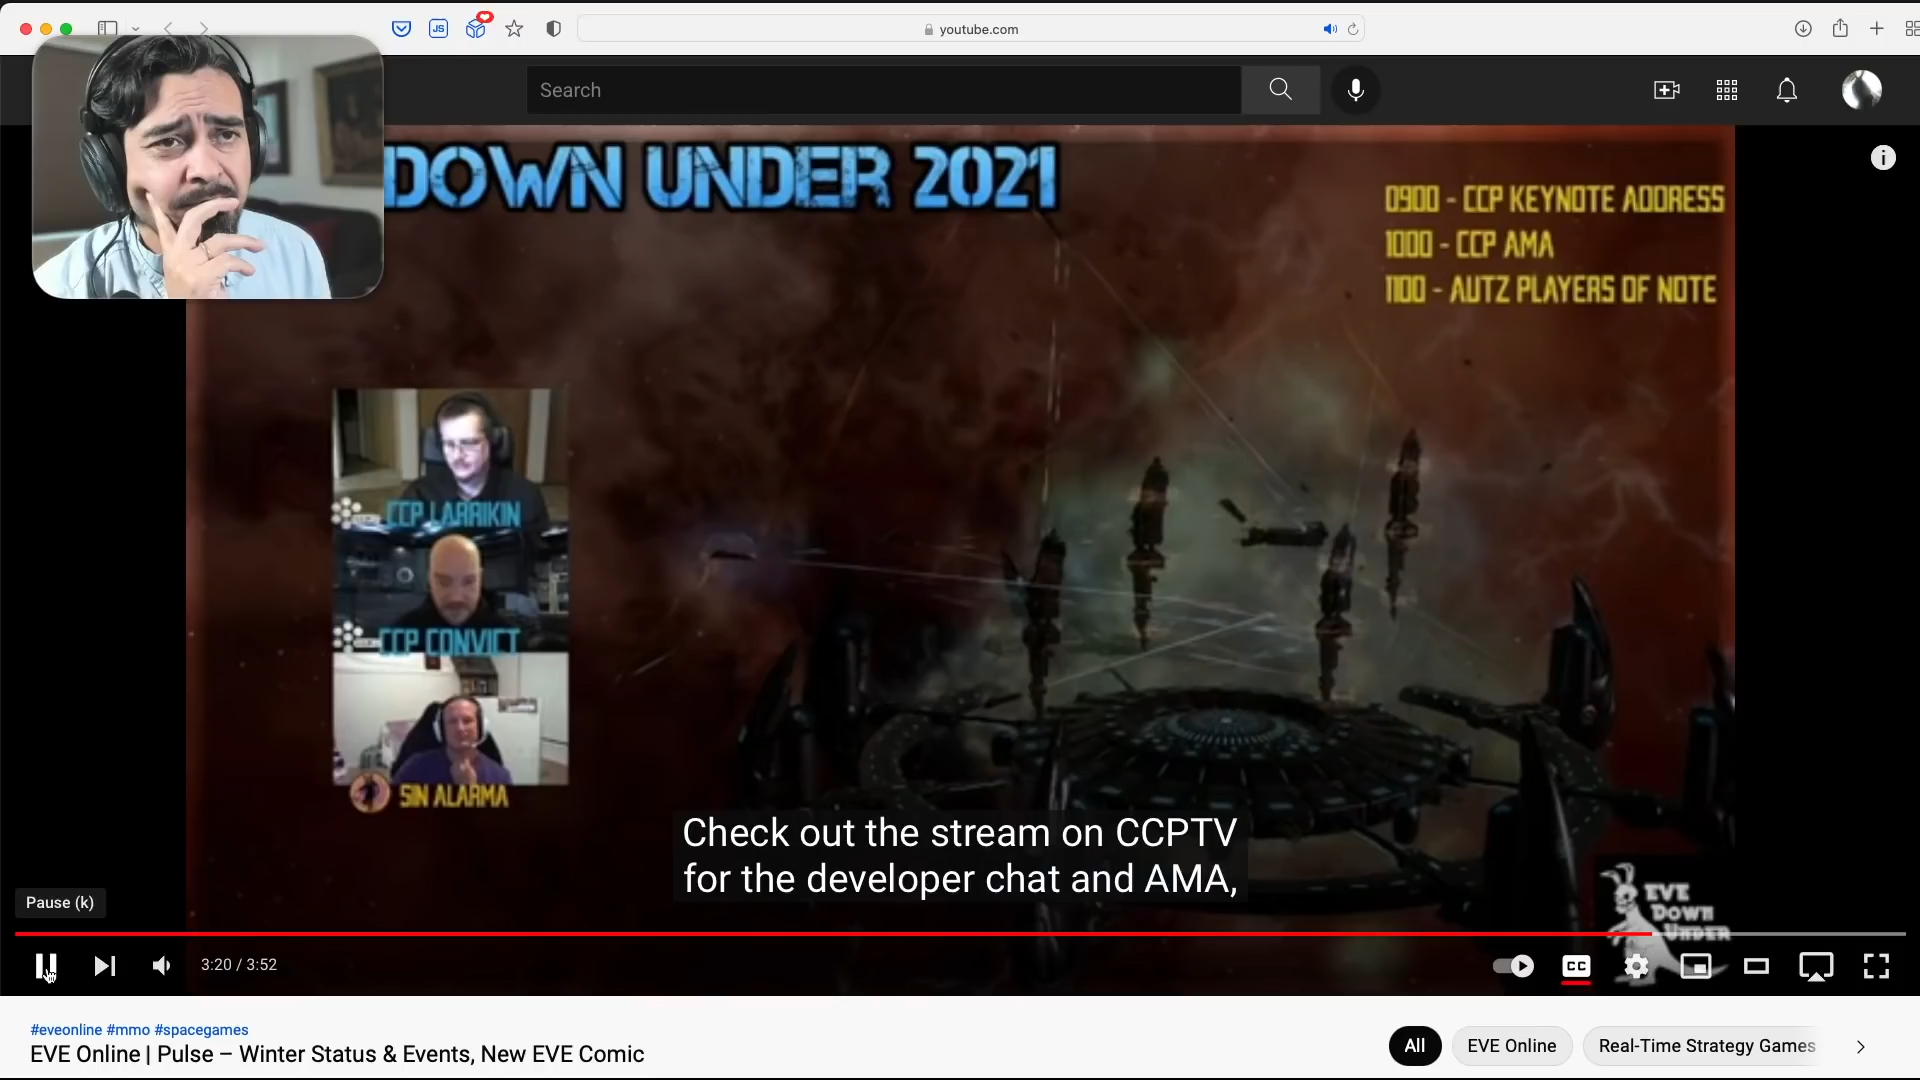 youtube.com
JS
Search
DOWN UNDER 2021
0900 - CCP KEYNOTE ADDRESS
1000 - CCP AMA
1100 - AUTZ PLAYERS OF NOTE
CCP LARRIKIN
CCP CONVICT
SIN ALARMA
Check out the stream on CCPTV
for the developer chat and AMA,
EVE
DOWN
UNDER
Pause (k)
3:20 / 3:52
CC
#eveonline #mmo #spacegames
EVE Online | Pulse – Winter Status & Events, New EVE Comic
All
EVE Online
Real-Time Strategy Games